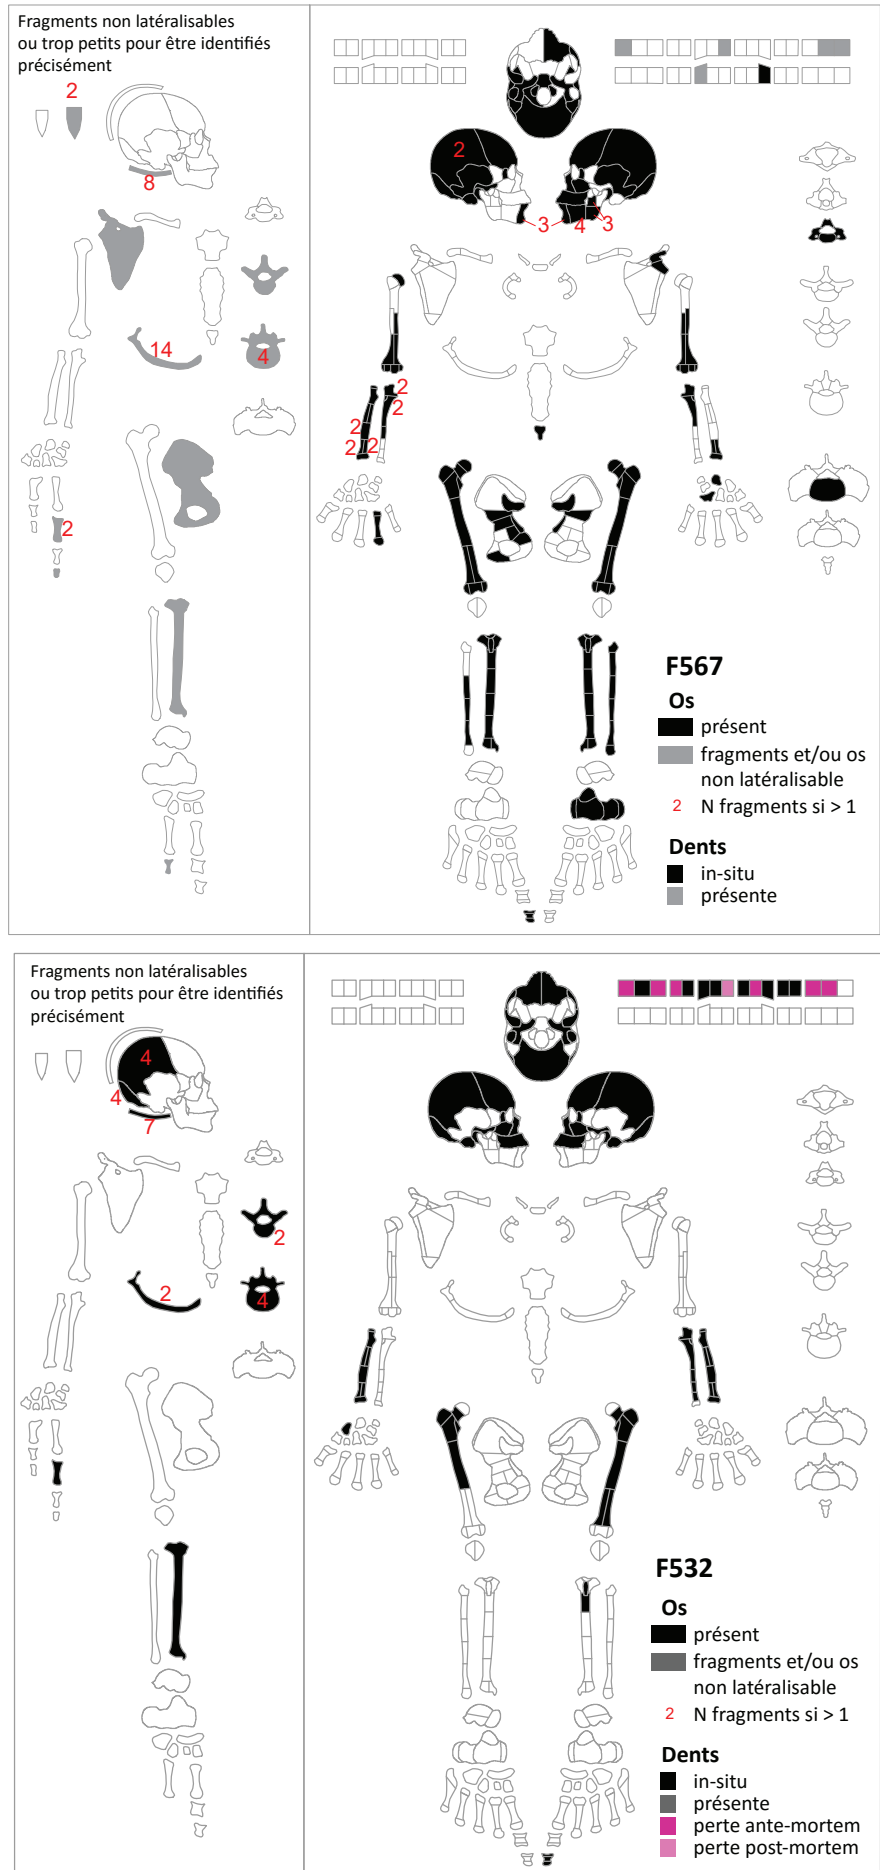 Fragments non latéralisables
ou trop petits pour être identifiés
précisément
2
8
14
4
2
2
3
4
3
2
2
2
2
2
F567
Os
présent
fragments et/ou os
non latéralisable
2 N fragments si > 1
Dents
in-situ
présente
Fragments non latéralisables
ou trop petits pour être identifiés
précisément
4
4
7
2
2
4
F532
Os
présent
fragments et/ou os
non latéralisable
2 N fragments si > 1
Dents
in-situ
présente
perte ante-mortem
perte post-mortem